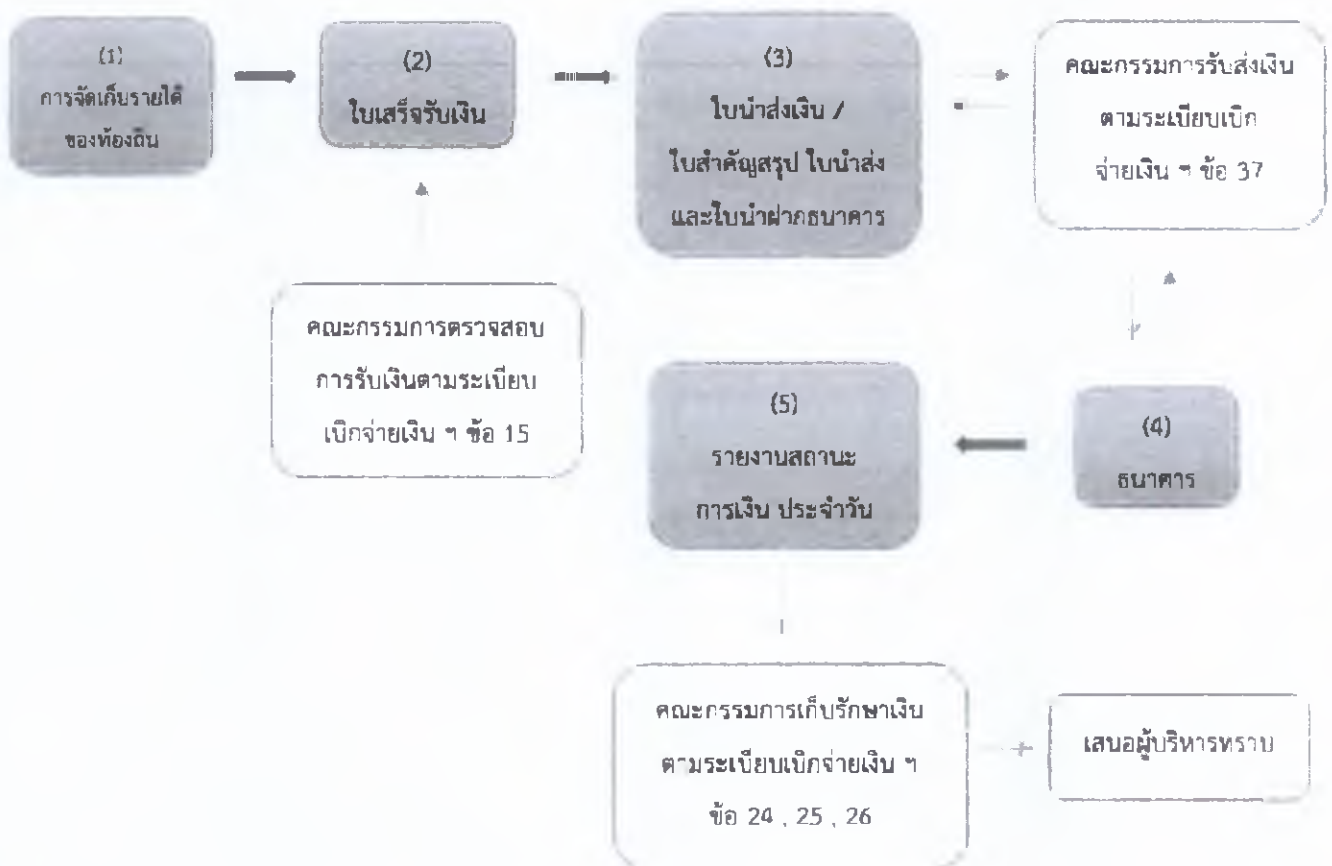 (1)
การจัดเก็บรายได้
ของท้องถิ่น
(2)
ใบเสร็จรับเงิน
(3)
ใบนำส่งเงิน /
ใบสำคัญสรุป ใบนำส่ง
และใบนำฝากธนาคาร
คณะกรรมการรับส่งเงิน
ตามระเบียบเบิก
จ่ายเงิน ฯ ข้อ 37
คณะกรรมการตรวจสอบ
การรับเงินตามระเบียบ
เบิกจ่ายเงิน ฯ ข้อ 15
(4)
ธนาคาร
(5)
รายงานสถานะ
การเงิน ประจำวัน
คณะกรรมการเก็บรักษาเงิน
ตามระเบียบเบิกจ่ายเงิน ฯ
ข้อ 24 , 25 , 26
เสนอผู้บริหารทราบ